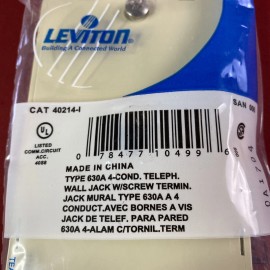 LEVITON
Building A Connected World
CAT 40214-I
SAN
UL
LISTED
COMM.CIRCUIT
ACC.
4088
0 78477 10499
MADE IN CHINA
TYPE 630A 4-COND. TELEPH.
WALL JACK W/SCREW TERMIN.
JACK MURAL TYPE 630A A 4
CONDUCT.AVEC BORNES A VIS
JACK DE TELEF. PARA PARED
630A 4-ALAM C/TORNIL.TERM